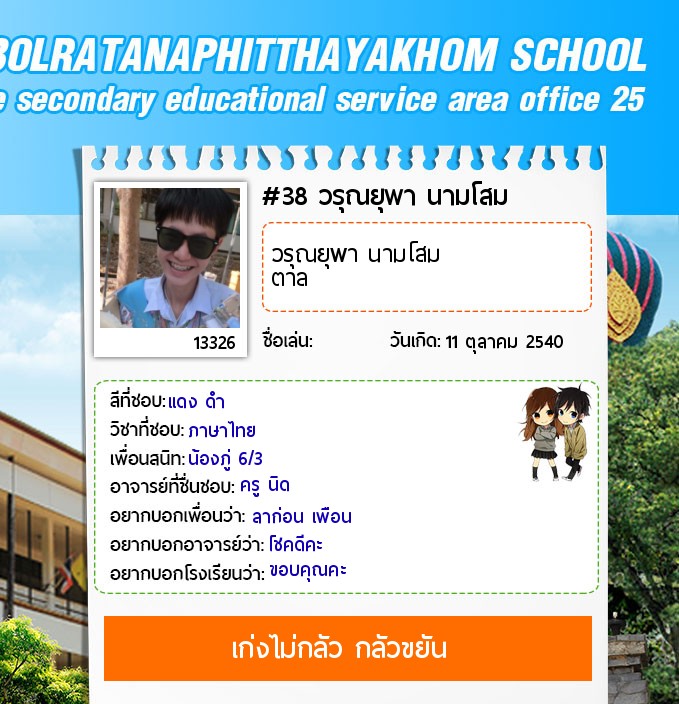 BOLRATANAPHITTHAYAKHOM SCHOOL
secondary educational service area office 25
#38 วรุณยุพา นามโสม
วรุณยุพา นามโสม
ตาล
13326
ชื่อเล่น: วันเกิด: 11 ตุลาคม 2540
สีที่ชอบ: แดง ดำ
วิชาที่ชอบ: ภาษาไทย
เพื่อนสนิท: น้องภู่ 6/3
อาจารย์ที่ชื่นชอบ: ครู นิด
อยากบอกเพื่อนว่า: ลาก่อน เพือน
อยากบอกอาจารย์ว่า: โชคดีคะ
อยากบอกโรงเรียนว่า: ขอบคุณคะ
เก่งไม่กลัว กลัวขยัน